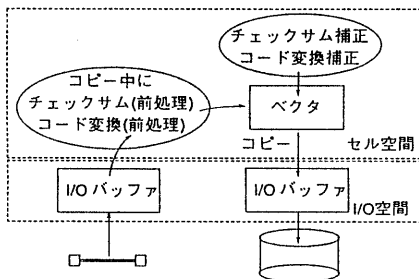 チェックサム補正
コード変換補正
コピー中に
チェックサム(前処理)
コード変換(前処理)
ベクタ
コピー
セル空間
I/O バッファ
I/O バッファ
I/O空間